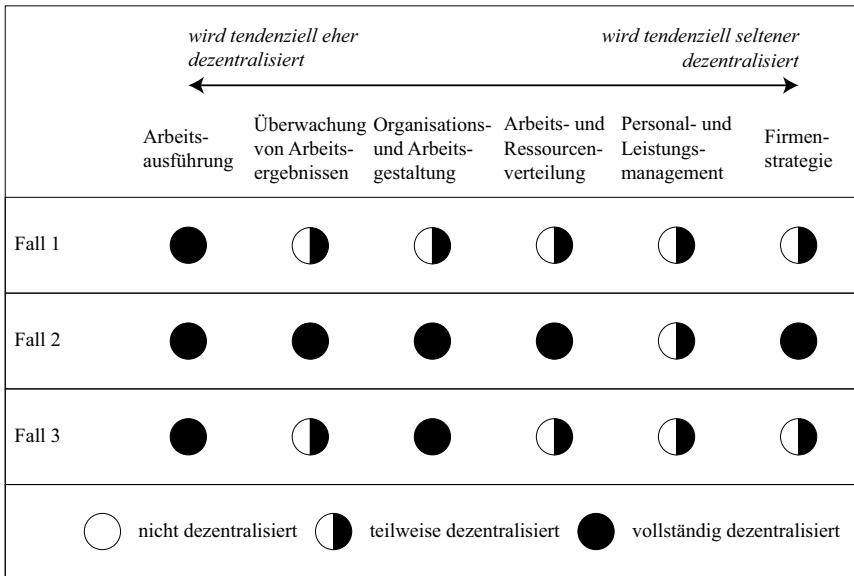 wird tendenziell eher
dezentralisiert
wird tendenziell seltener
dezentralisiert
Arbeits-
ausführung
Überwachung
von Arbeits-
ergebnissen
Organisations-
und Arbeits-
gestaltung
Arbeits- und
Ressourcen-
verteilung
Personal- und
Leistungs-
management
Firmen-
strategie
Fall 1
Fall 2
Fall 3
nicht dezentralisiert
teilweise dezentralisiert
vollständig dezentralisiert